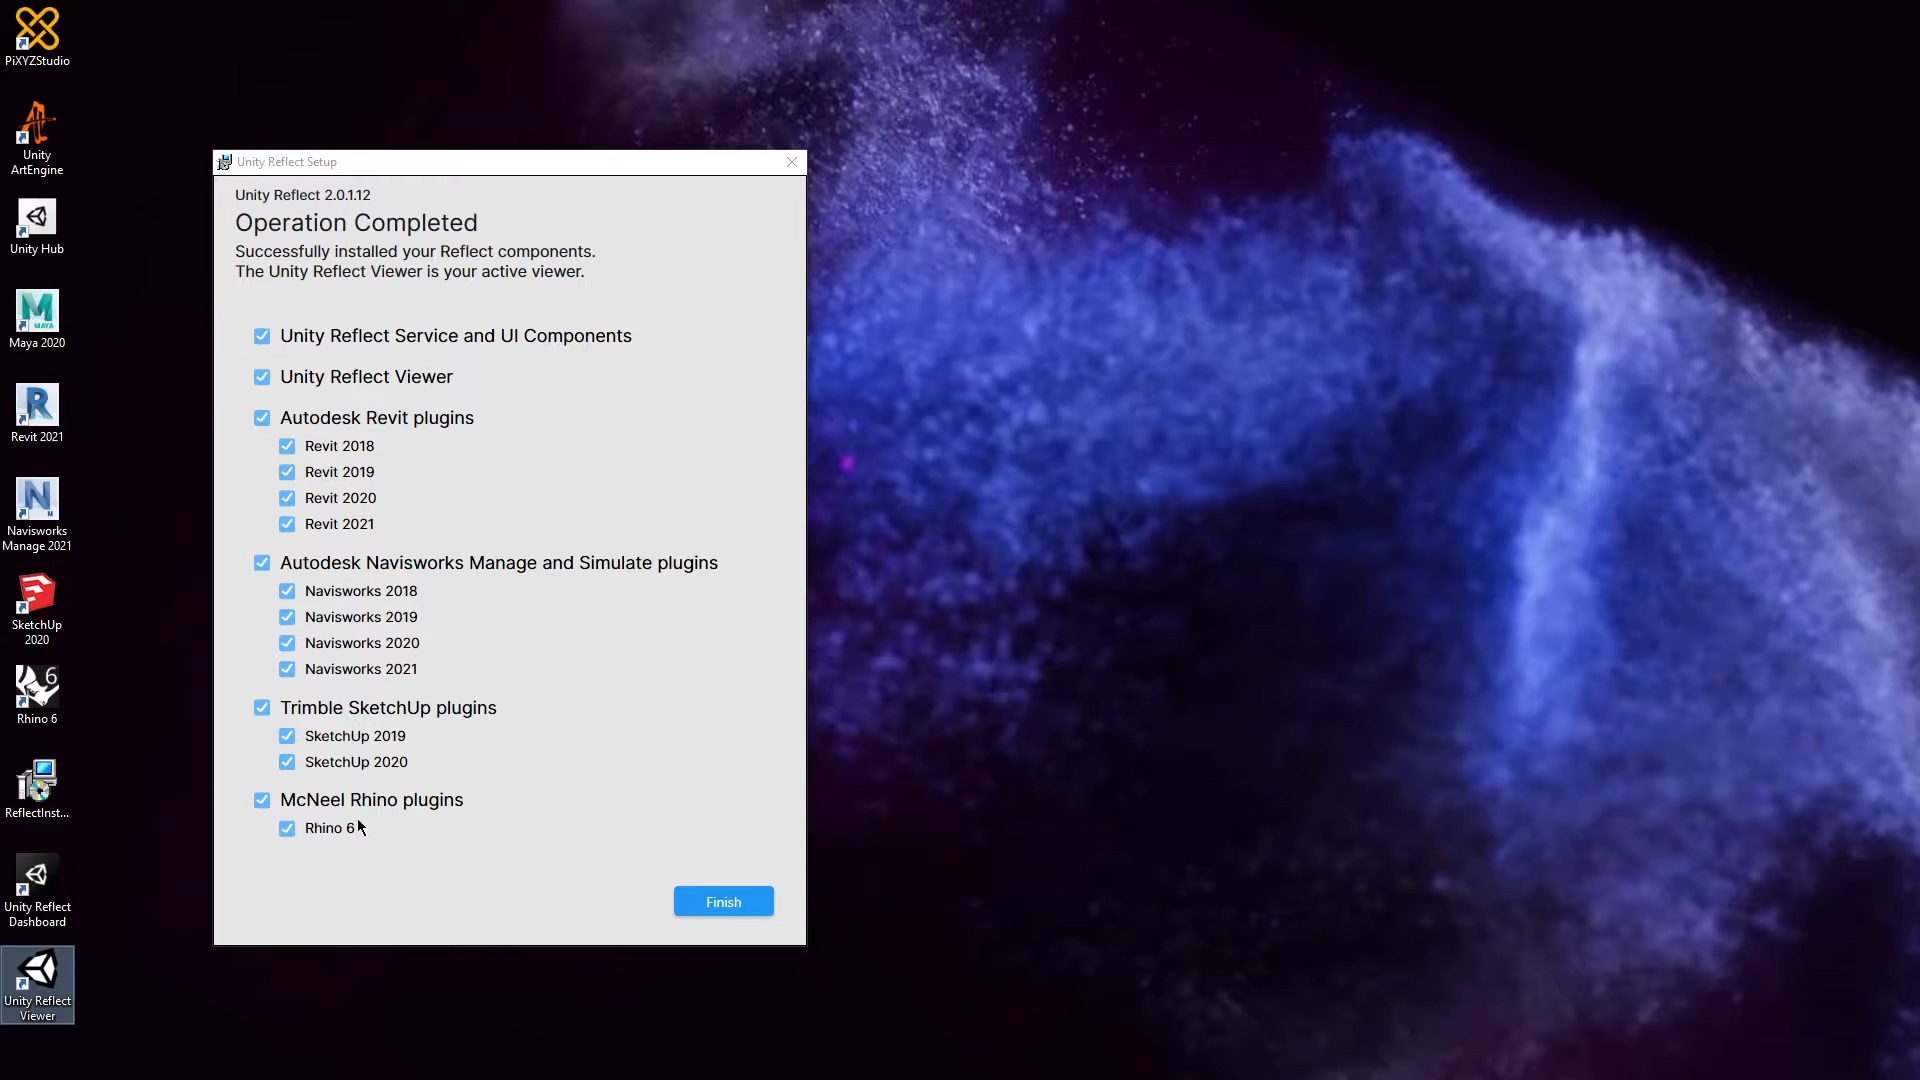 PiXYZStudio
Unity
ArtEngine
Unity Hub
MAYA
Maya 2020
R
Revit 2021
N
M
Navisworks
Manage 2021
SketchUp
2020
6
Rhino 6
ReflectInst...
Unity Reflect
Dashboard
Unity Reflect
Viewer
Unity Reflect Setup
Unity Reflect 2.0.1.12
Operation Completed
Successfully installed your Reflect components.
The Unity Reflect Viewer is your active viewer.
Unity Reflect Service and UI Components
Unity Reflect Viewer
Autodesk Revit plugins
Revit 2018
Revit 2019
Revit 2020
Revit 2021
Autodesk Navisworks Manage and Simulate plugins
Navisworks 2018
Navisworks 2019
Navisworks 2020
Navisworks 2021
Trimble SketchUp plugins
SketchUp 2019
SketchUp 2020
McNeel Rhino plugins
Rhino 6
Finish